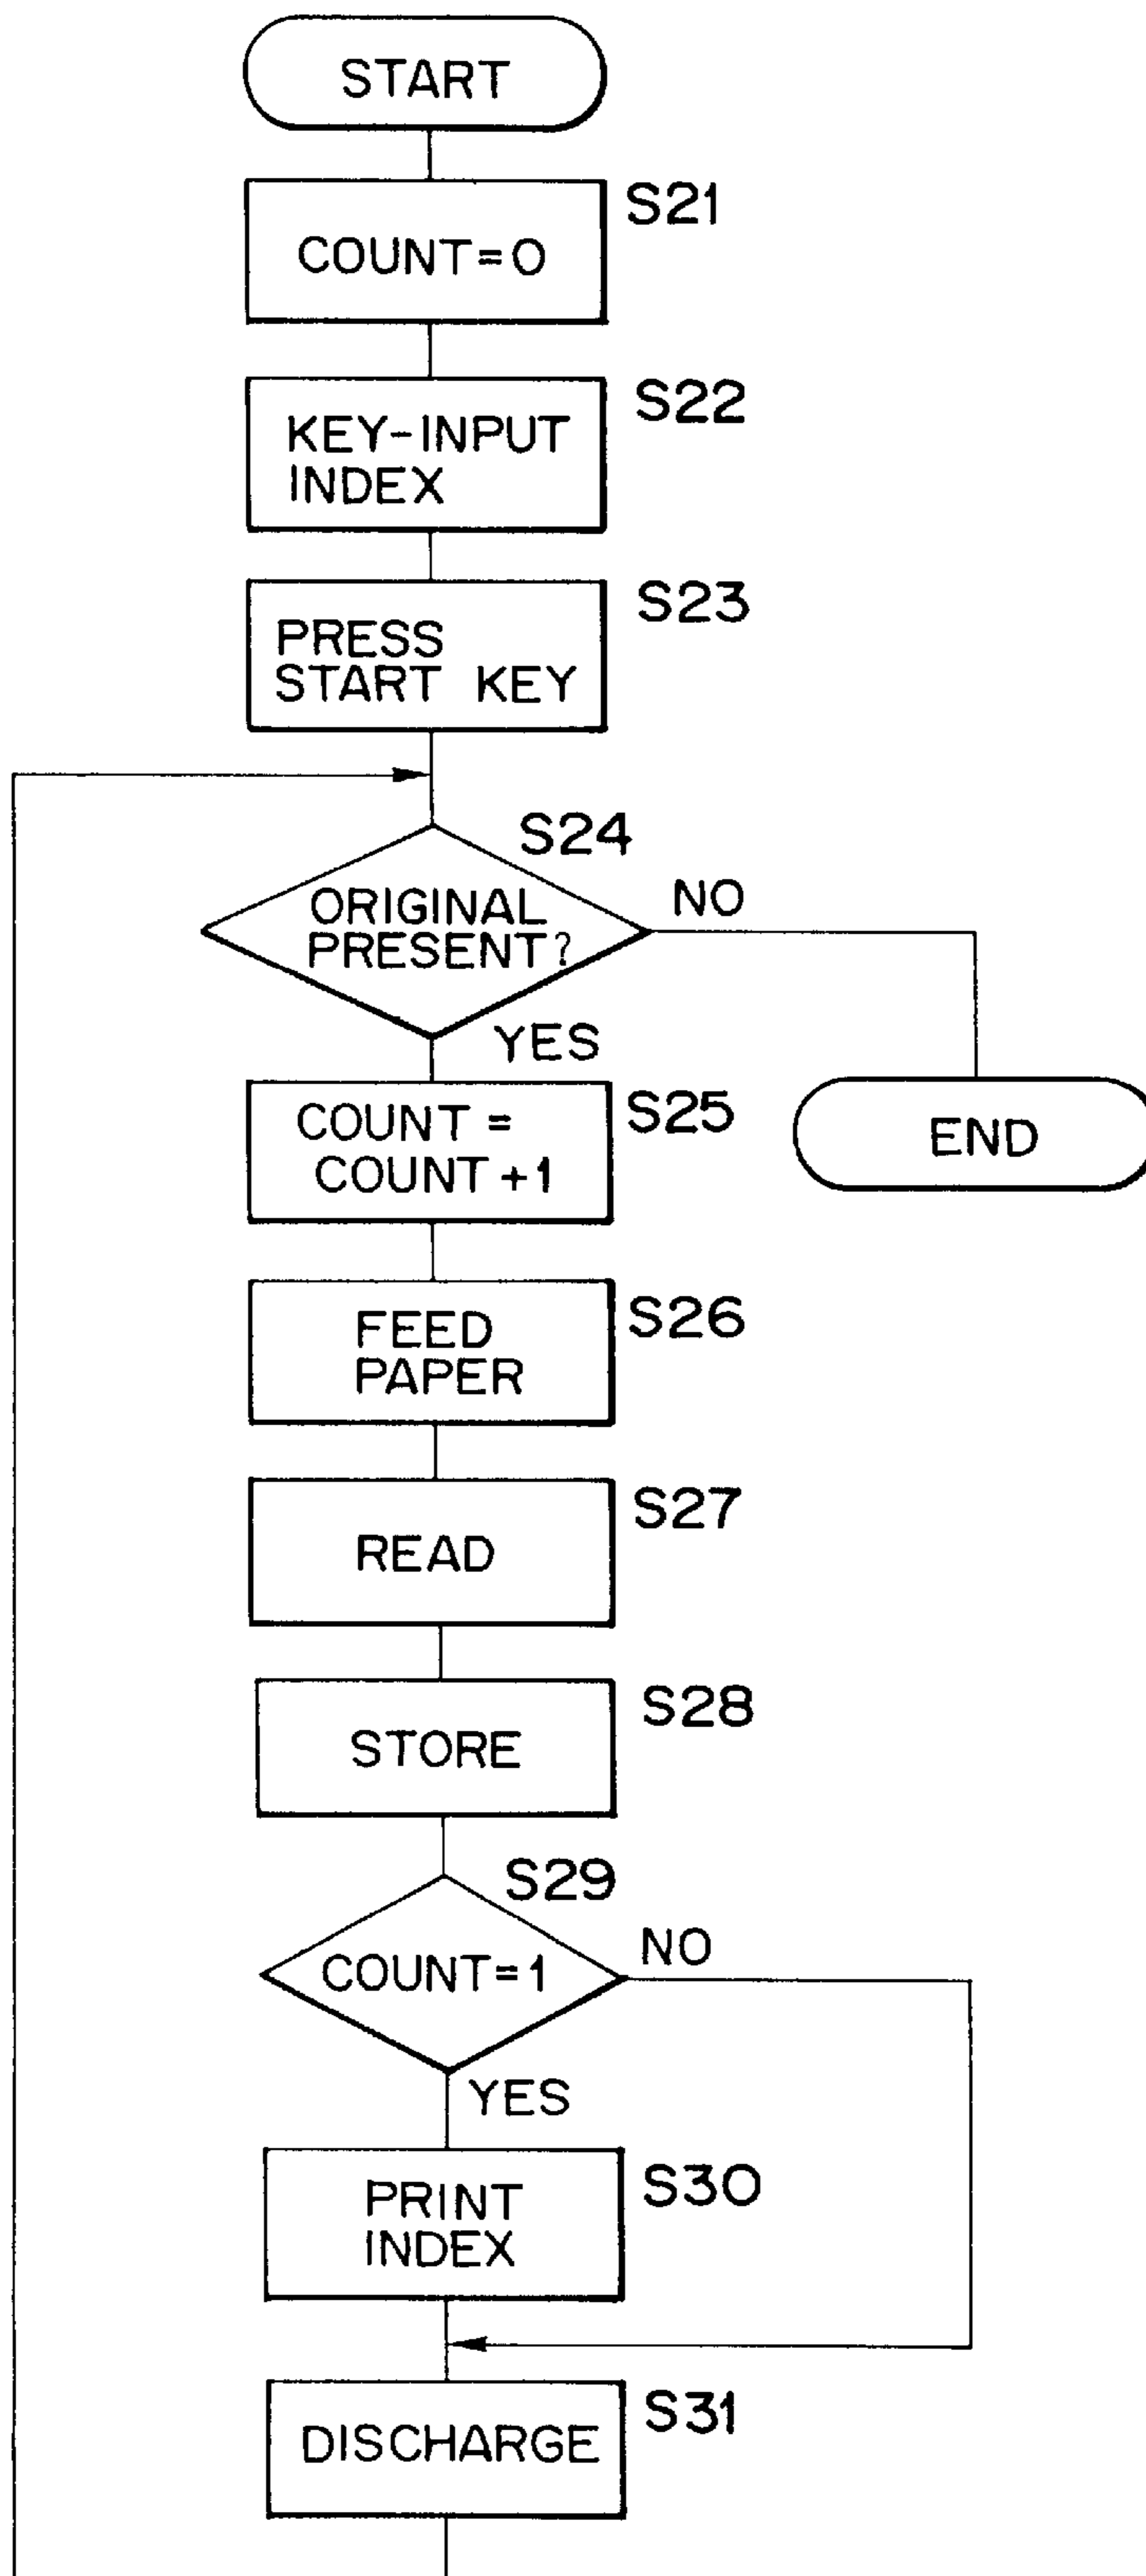 START
S21
COUNT=0
S22
KEY-INPUT
INDEX
S23
PRESS
START KEY
S24
ORIGINAL
PRESENT?
NO
YES
S25
COUNT =
COUNT +1
END
S26
FEED
PAPER
S27
READ
S28
STORE
S29
COUNT=1
NO
YES
S30
PRINT
INDEX
S31
DISCHARGE